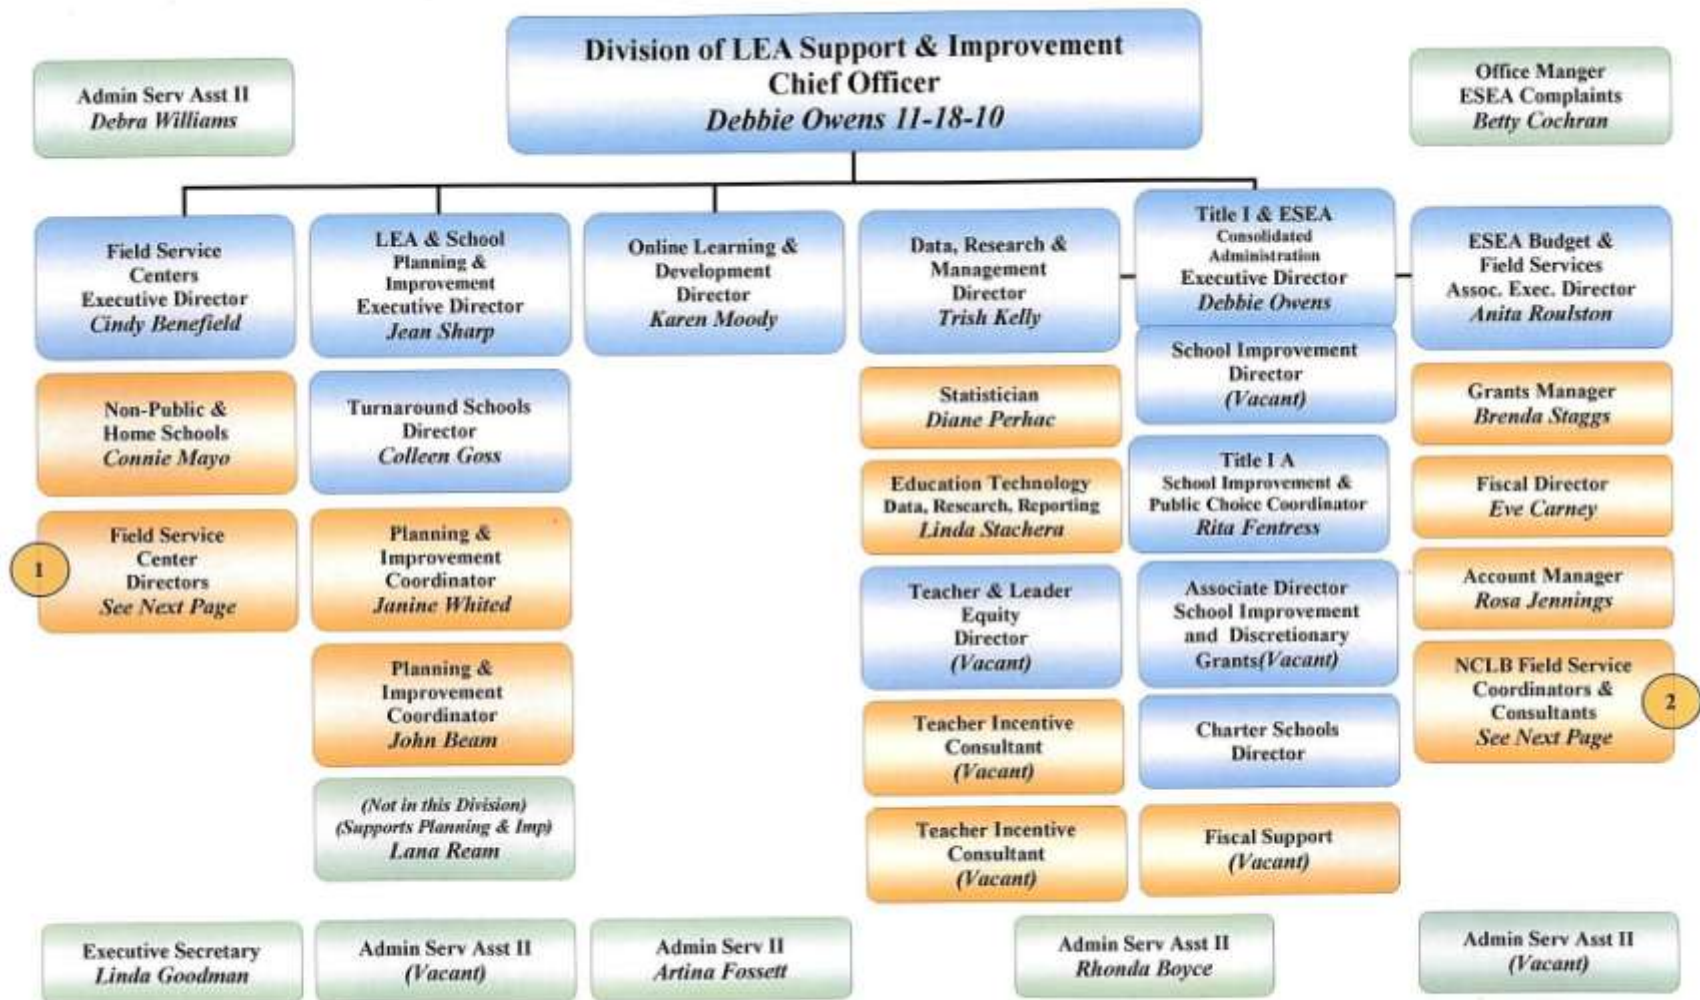 Division of LEA Support & Improvement
Chief Officer
Debbie Owens 11-18-10
Admin Serv Asst II
Debra Williams
Office Manger
ESEA Complaints
Betty Cochran
Field Service
Centers
Executive Director
Cindy Benefield
LEA & School
Planning &
Improvement
Executive Director
Jean Sharp
Online Learning &
Development
Director
Karen Moody
Data, Research &
Management
Director
Trish Kelly
Title I & ESEA
Consolidated
Administration
Executive Director
Debbie Owens
ESEA Budget &
Field Services
Assoc. Exec. Director
Anita Roulston
Non-Public &
Home Schools
Connie Mayo
1
Field Service
Center
Directors
See Next Page
Turnaround Schools
Director
Colleen Goss
Planning &
Improvement
Coordinator
Janine Whited
Planning &
Improvement
Coordinator
John Beam
(Not in this Division)
(Supports Planning & Imp)
Lana Ream
Statistician
Diane Perhac
Education Technology
Data, Research, Reporting
Linda Stachera
Teacher & Leader
Equity
Director
(Vacant)
Teacher Incentive
Consultant
(Vacant)
Teacher Incentive
Consultant
(Vacant)
School Improvement
Director
(Vacant)
Title I A
School Improvement &
Public Choice Coordinator
Rita Fentress
Associate Director
School Improvement
and Discretionary
Grants(Vacant)
Charter Schools
Director
Fiscal Support
(Vacant)
Grants Manager
Brenda Staggs
Fiscal Director
Eve Carney
Account Manager
Rosa Jennings
NCLB Field Service
Coordinators &
Consultants
See Next Page
2
Executive Secretary
Linda Goodman
Admin Serv Asst II
(Vacant)
Admin Serv II
Artina Fossett
Admin Serv Asst II
Rhonda Boyce
Admin Serv Asst II
(Vacant)